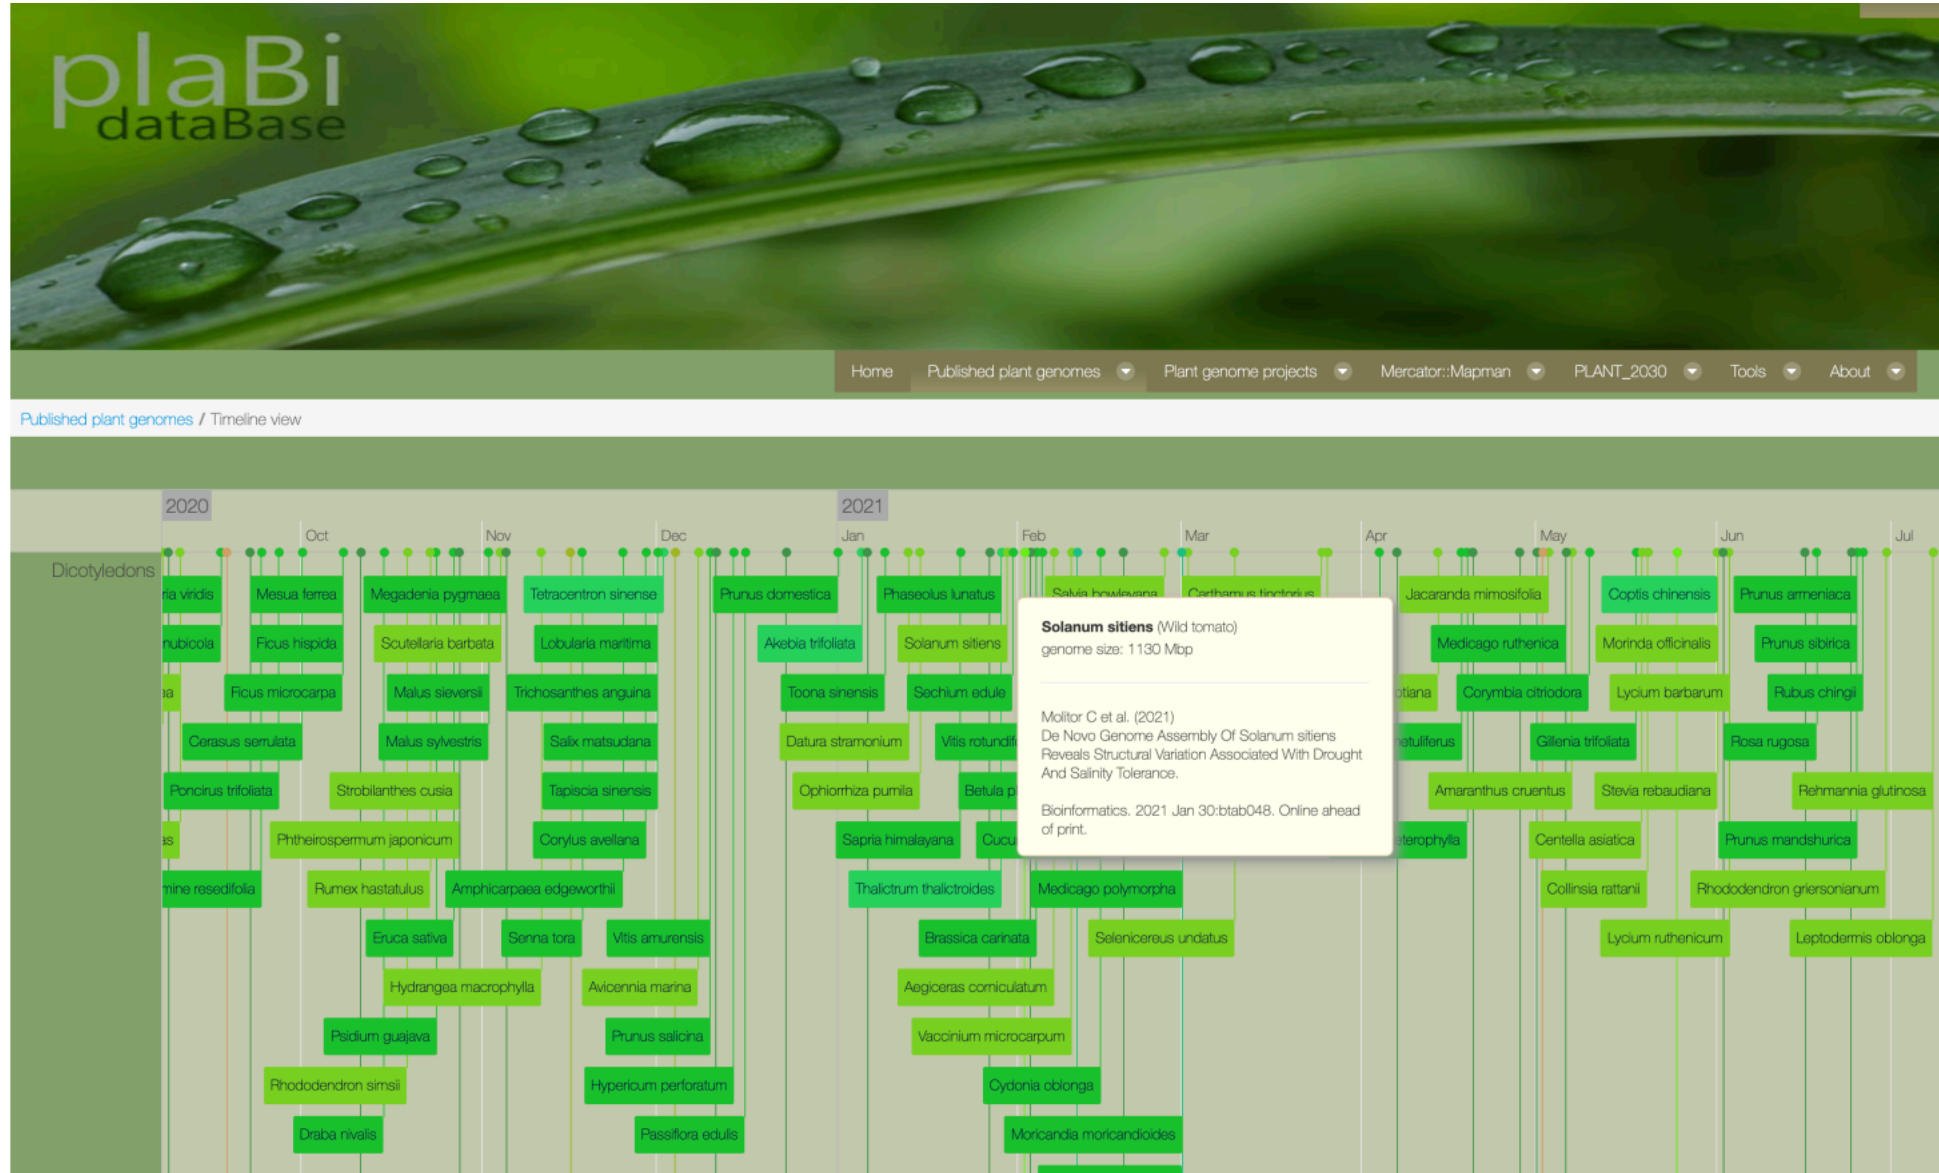 plaBi
dataBase
Home Published plant genomes Plant genome projects Mercator::Mapman PLANT_2030 Tools About
Published plant genomes / Timeline view
2020 2021
Oct Nov Dec Jan Feb Mar Apr May Jun Jul
Dicotyledons
viridis Mesua ferrea Megadenia pygmaea Tetracentron sinense Prunus domestica Phaseolus lunatus Salvia bowleyana Carthamus tinctorius Jacaranda mimosifolia Coptis chinensis Prunus armeniaca
Ficus hispida Scutellaria barbata Lobularia maritima Akebia trifoliata Solanum sitiens Medicago ruthenica Morinda officinalis Prunus sibirica
Ficus microcarpa Malus sieversii Trichosanthes anguina Toona sinensis Sechium edule Corymbia citriodora Lycium barbarum Rubus chingii
Cerasus serrulata Malus sylvestris Salix matsudana Datura stramonium Vitis Gillenia trifoliata Rosa rugosa
Poncirus trifoliata Strobilanthes cusia Tapiscia sinensis Ophiorrhiza pumila Betula Amaranthus cruentus Stevia rebaudiana Rehmannia glutinosa
Phtheirospermum japonicum Corylus avellana Sapria himalayana Centella asiatica Prunus mandshurica
resedifolia Rumex hastatulus Amphicarpaea edgeworthii Thalictrum thalictroides Medicago polymorpha Collinsia rattanii Rhododendron griersonianum
Eruca sativa Senna tora Vitis amurensis Brassica carinata Selenicereus undatus Lycium ruthenicum Leptodermis oblonga
Hydrangea macrophylla Avicennia marina Aegiceras corniculatum
Psidium guajava Prunus salicina Vaccinium microcarpum
Rhododendron simsii Hypericum perforatum Cydonia oblonga
Draba nivalis Passiflora edulis Moricandia moricandioides
Solanum sitiens (Wild tomato)
genome size: 1130 Mbp
Molitor C et al. (2021)
De Novo Genome Assembly Of Solanum sitiens
Reveals Structural Variation Associated With Drought
And Salinity Tolerance.
Bioinformatics. 2021 Jan 30:btab048. Online ahead
of print.